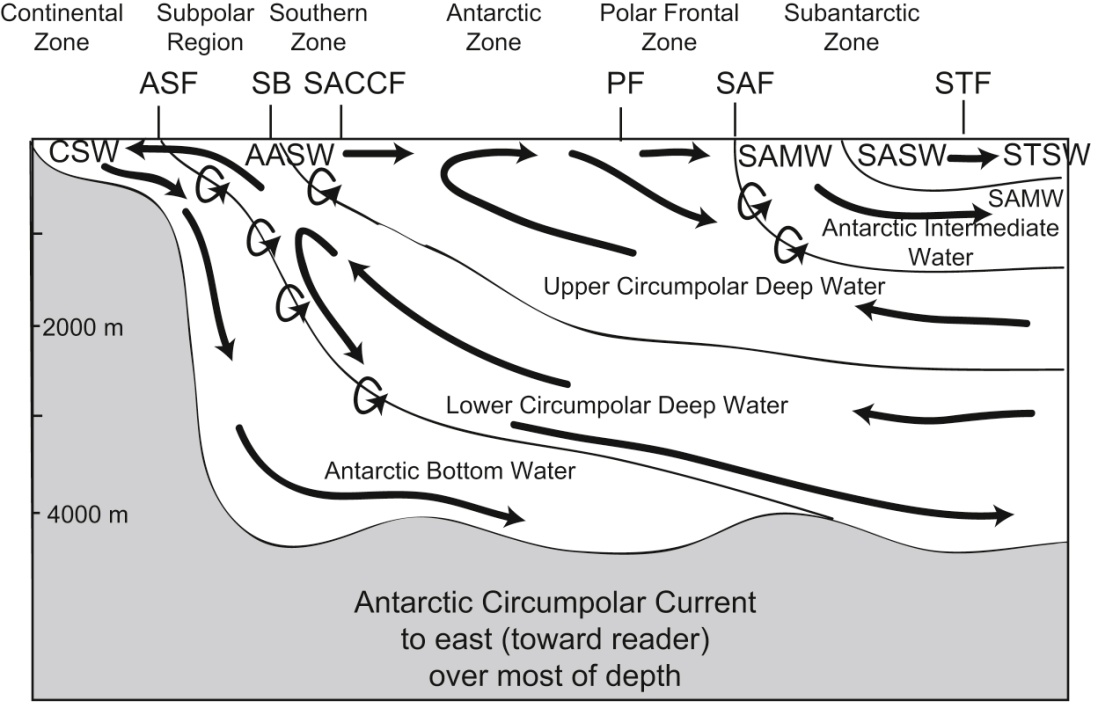 Continental Zone
Subpolar Region
Southern Zone
Antarctic Zone
Polar Frontal Zone
Subantarctic Zone
ASF
SB
SACCF
PF
SAF
STF
CSW
AASW
SAMW
SASW
STSW
SAMW
Antarctic Intermediate
Water
Upper Circumpolar Deep Water
2000 m
Lower Circumpolar Deep Water
Antarctic Bottom Water
4000 m
Antarctic Circumpolar Current
to east (toward reader)
over most of depth